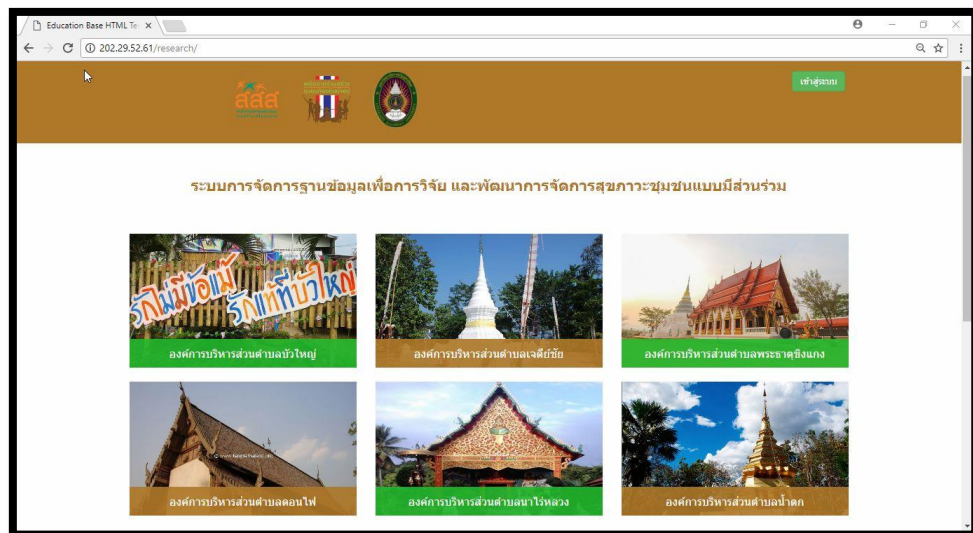 Education Base HTML Te
202.29.52.61/research/
สสส
เข้าสู่ระบบ
ระบบการจัดการฐานข้อมูลเพื่อการวิจัย และพัฒนาการจัดการสุขภาวะชุมชนแบบมีส่วนร่วม
รักไม่มีข้อแม้
รักแท้ที่บัวใหญ่
องค์การบริหารส่วนตำบลบัวใหญ่
องค์การบริหารส่วนตำบลเจดีย์ชัย
องค์การบริหารส่วนตำบลพระธาตุขิงแกง
องค์การบริหารส่วนตำบลดอนไฟ
องค์การบริหารส่วนตำบลนาไร่หลวง
องค์การบริหารส่วนตำบลน้ำตก